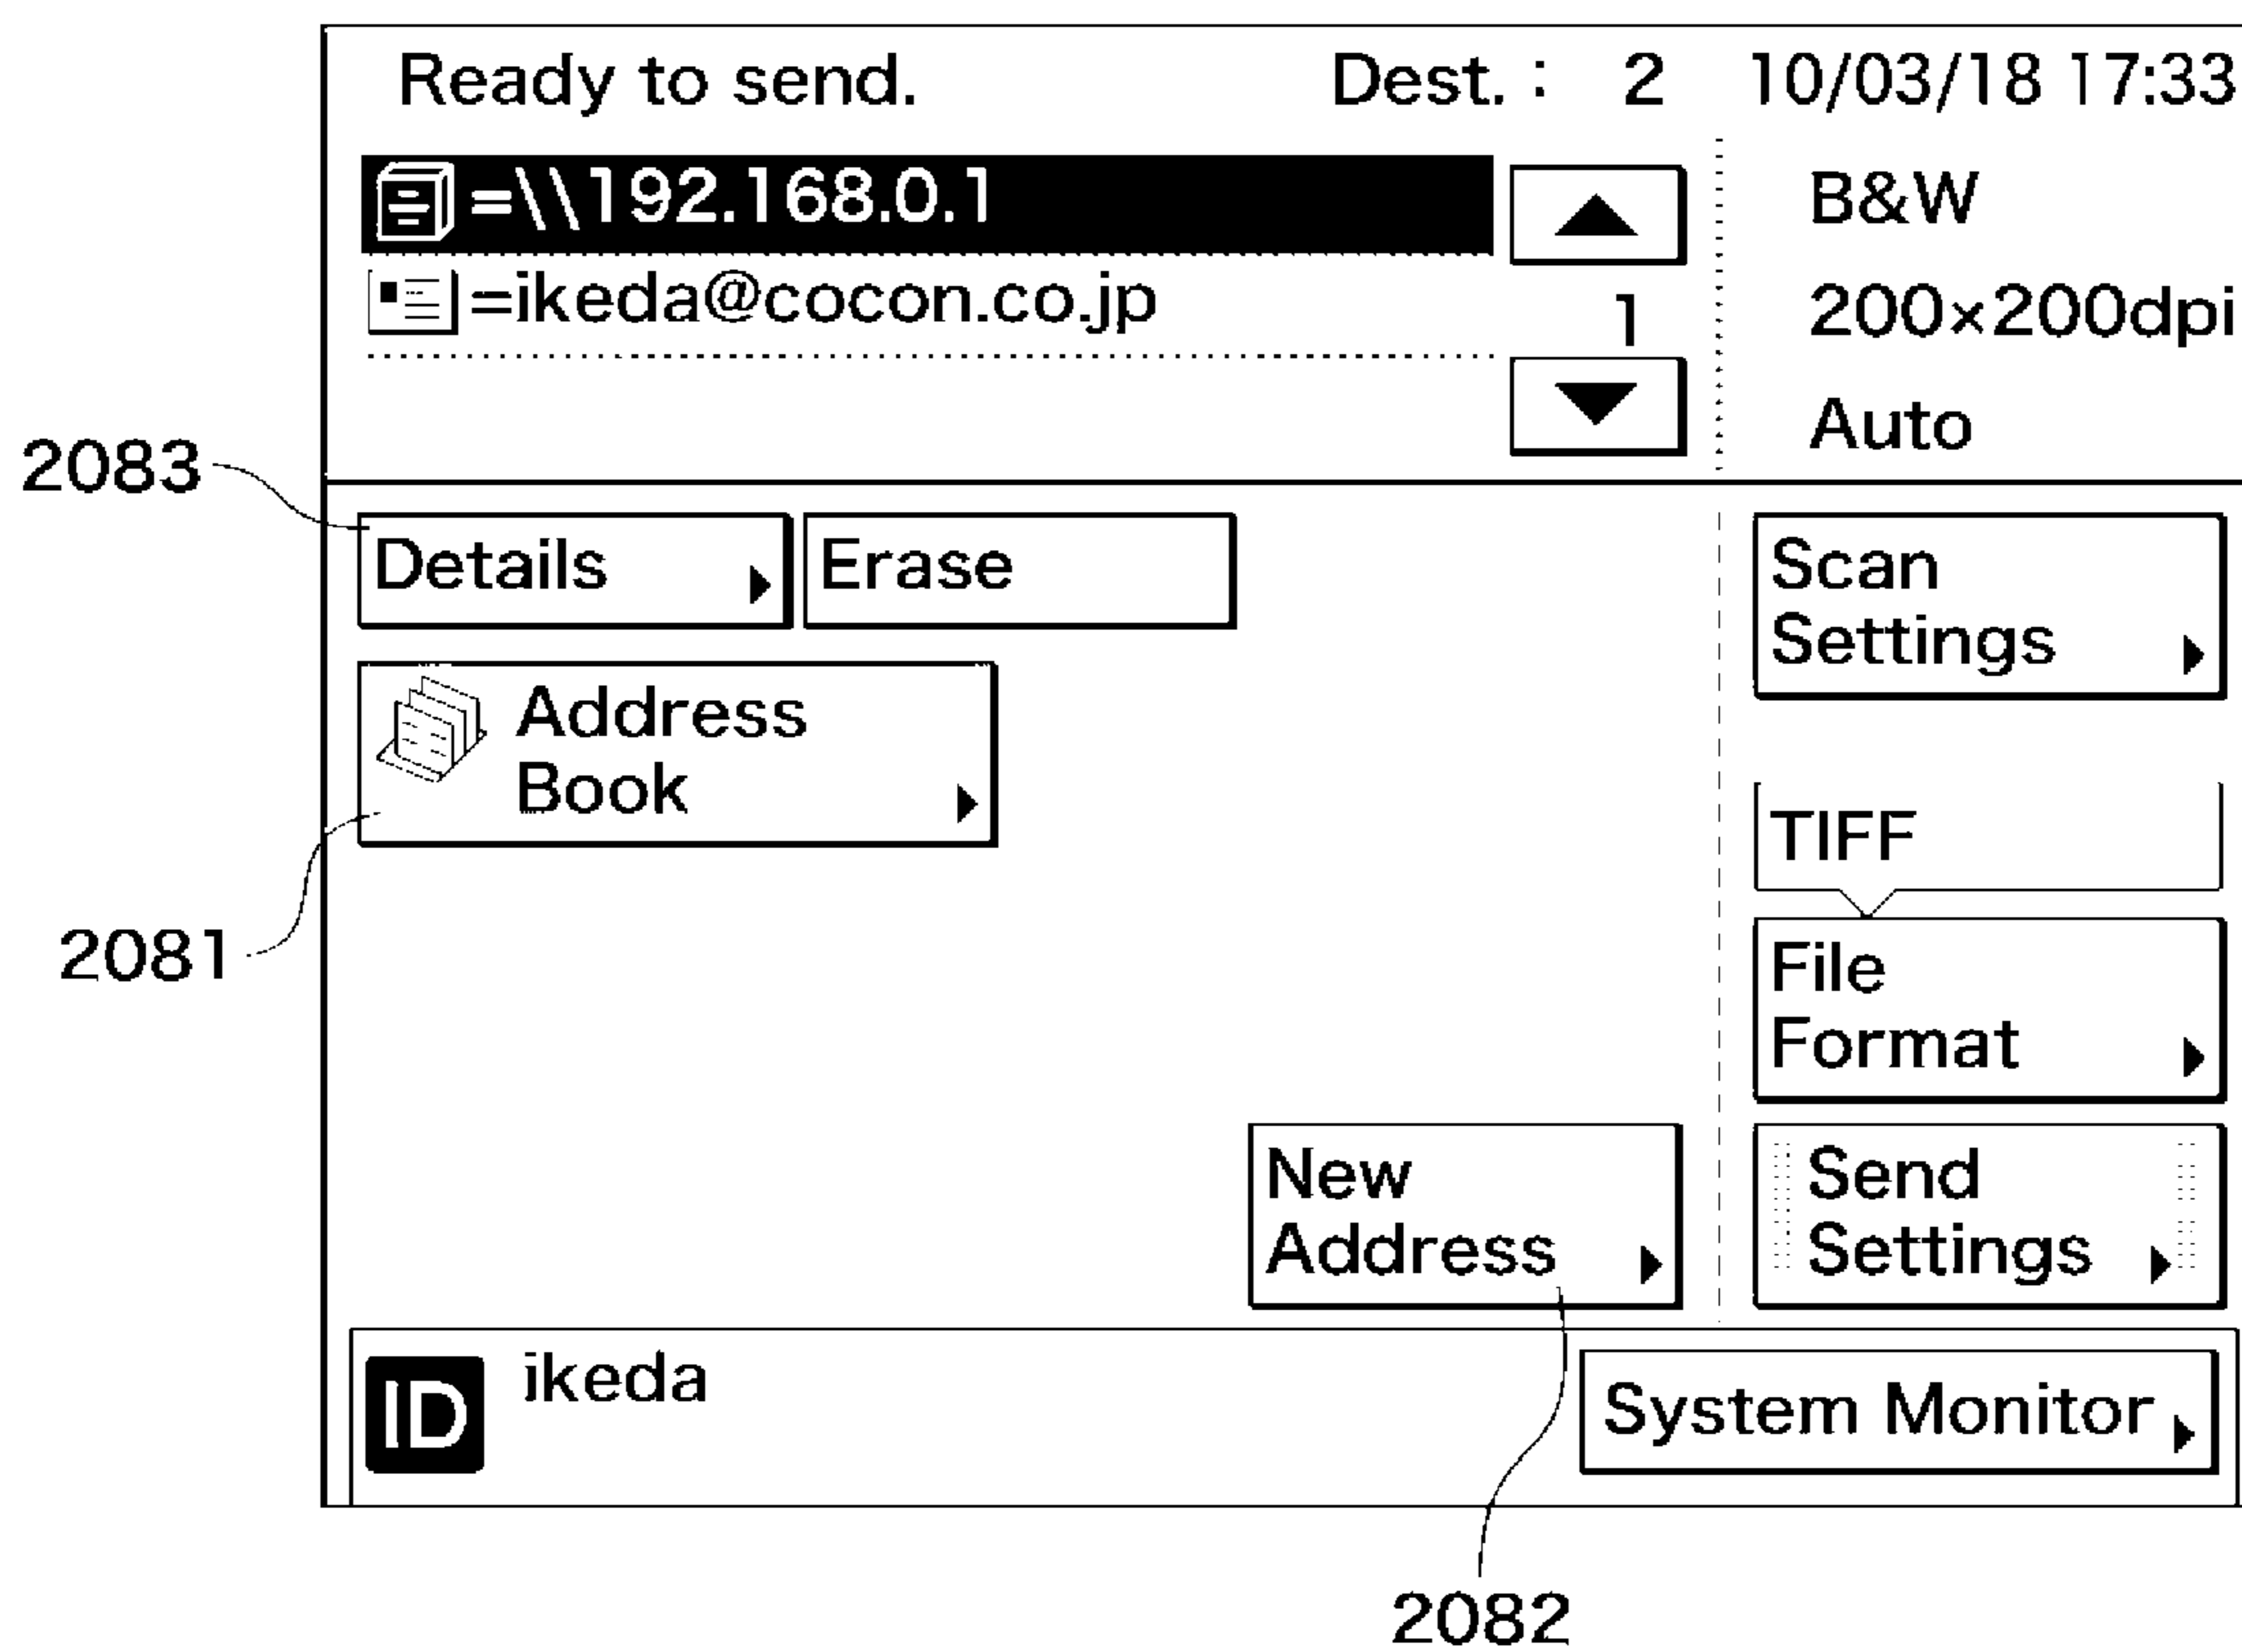 Ready to send. Dest. : 2 10/03/18 17:33
=\\192.168.0.1
=ikeda@cocon.co.jp
1
B&W
200×200dpi
Auto
2083
Details
Erase
Scan
Settings
Address
Book
2081
TIFF
File
Format
New
Address
Send
Settings
ID
ikeda
System Monitor
2082